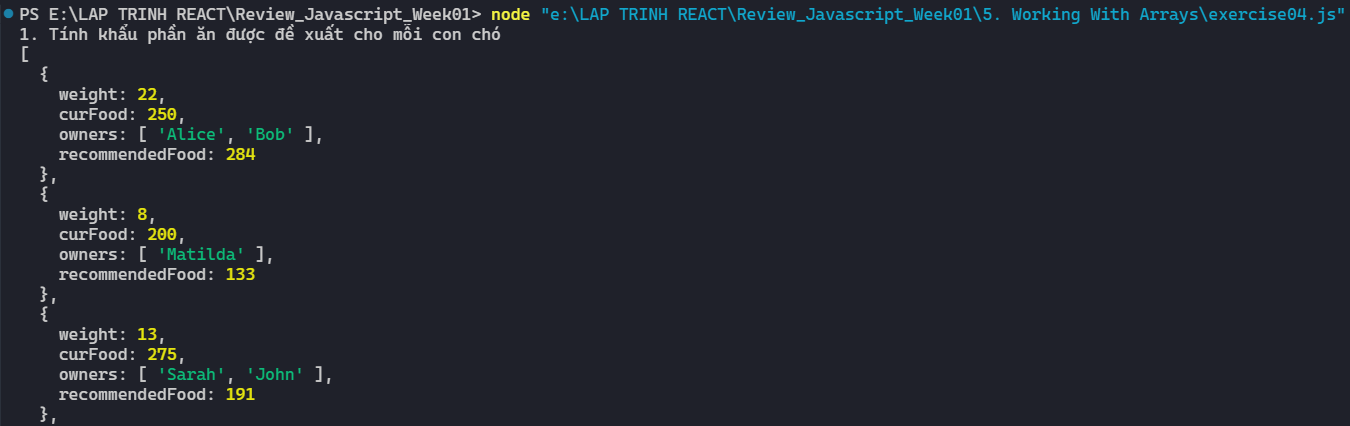 PS E:\LAP TRINH REACT\Review_Javascript_Week01> node "e:\LAP TRINH REACT\Review_Javascript_Week01\5. Working With Arrays\exercise04.js"
1. Tính khẩu phần ăn được đề xuất cho mỗi con chó
[
  {
    weight: 22,
    curFood: 250,
    owners: [ 'Alice', 'Bob' ],
    recommendedFood: 284
  },
  {
    weight: 8,
    curFood: 200,
    owners: [ 'Matilda' ],
    recommendedFood: 133
  },
  {
    weight: 13,
    curFood: 275,
    owners: [ 'Sarah', 'John' ],
    recommendedFood: 191
  },